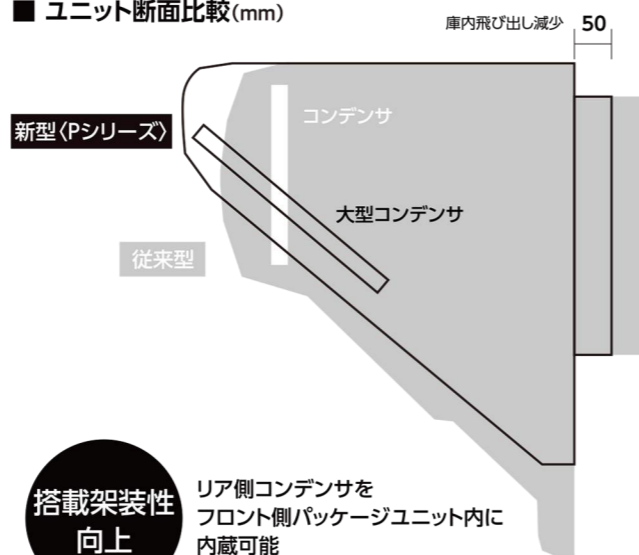 ■ ユニット断面比較(mm)
庫内飛び出し減少 50
新型〈Pシリーズ〉
コンデンサ
大型コンデンサ
従来型
搭載架装性
向上
リア側コンデンサを
フロント側パッケージユニット内に
内蔵可能